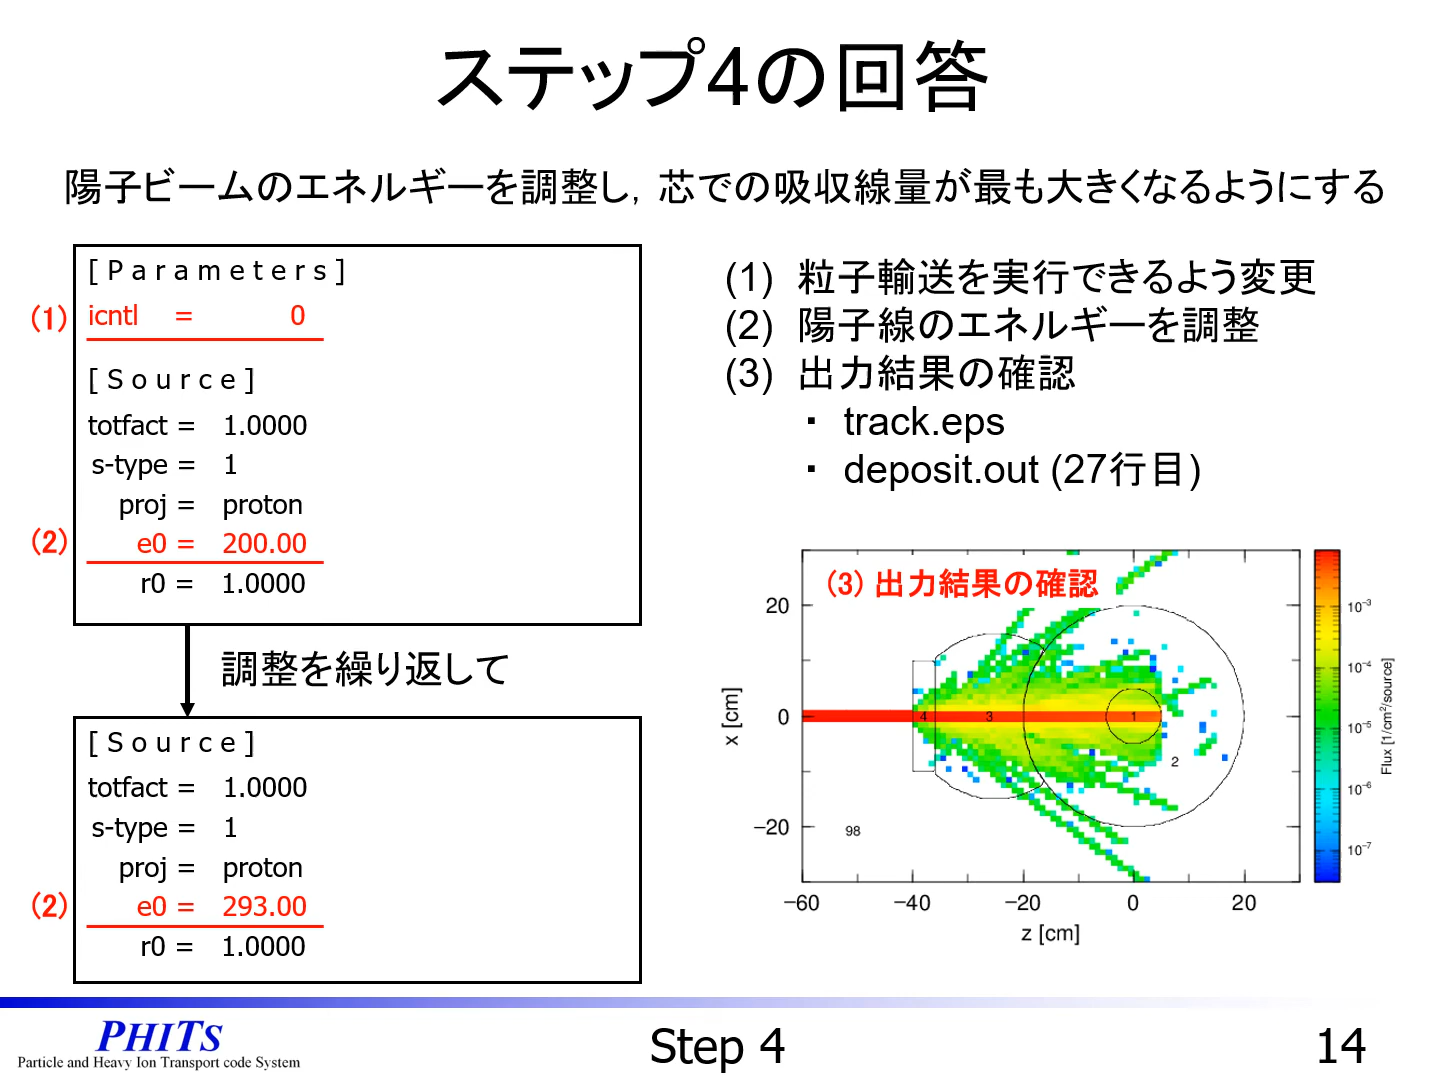 ステップ4の回答
陽子ビームのエネルギーを調整し，芯での吸収線量が最も大きくなるようにする
[ P a r a m e t e r s ]
(1) icntl = 0
[ S o u r c e ]
totfact = 1.0000
s-type = 1
proj = proton
(2) e0 = 200.00
r0 = 1.0000
調整を繰り返して
[ S o u r c e ]
totfact = 1.0000
s-type = 1
proj = proton
(2) e0 = 293.00
r0 = 1.0000
(1) 粒子輸送を実行できるよう変更
(2) 陽子線のエネルギーを調整
(3) 出力結果の確認
・ track.eps
・ deposit.out (27行目)
(3) 出力結果の確認
20
0
−20
x [cm]
4
3
1
2
98
−60 −40 −20 0 20
z [cm]
10⁻³
10⁻⁴
10⁻⁵
10⁻⁶
10⁻⁷
Flux [1/cm²/source]
PHITS
Particle and Heavy Ion Transport code System
Step 4
14